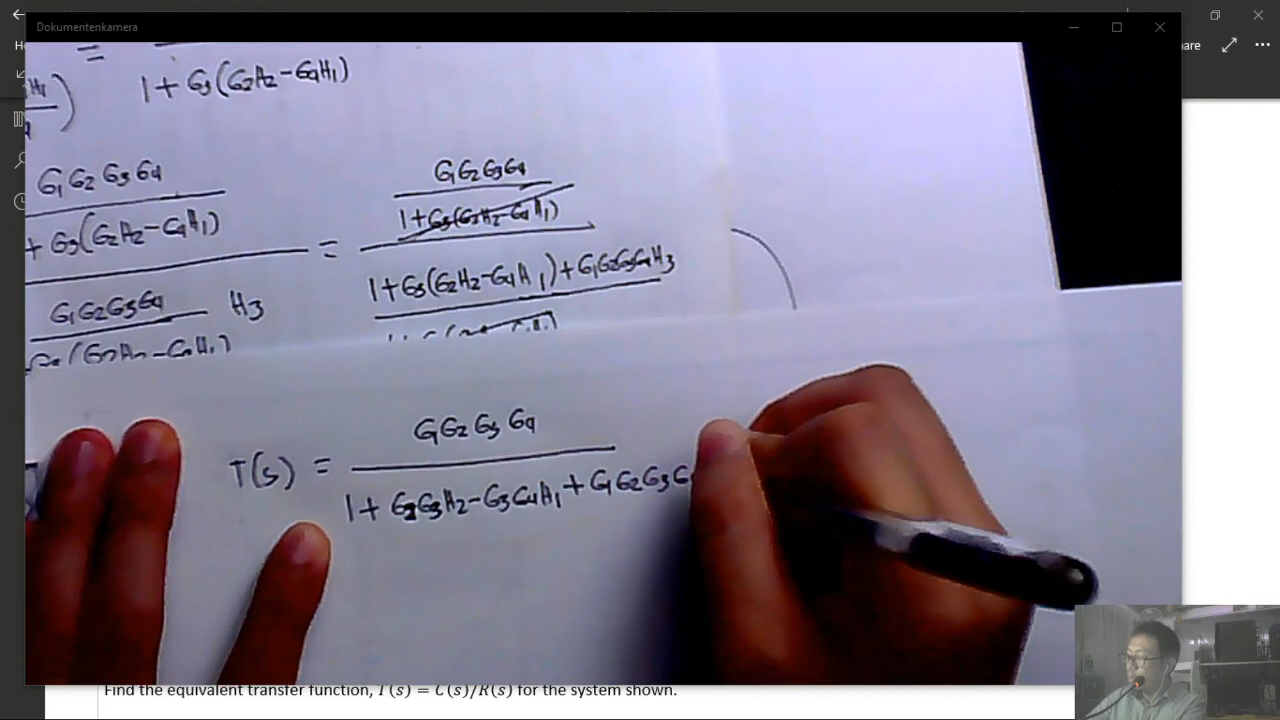 Dokumentenkamera
are
=
1 + G3(G2H2 - G4H1)
G1G2G3G4
+ G3(G2H2 - G4H1)
G1G2G3G4 H3
=
G1G2G3G4
1 + G3(G2H2 - G4H1)
1 + G3(G2H2 - G4H1) + G1G2G3G4H3
T(s) =
G1G2G3G4
1 + G2G3H2 - G3G4H1 + G1G2G3G
Find the equivalent transfer function, T(s) = C(s)/R(s) for the system shown.